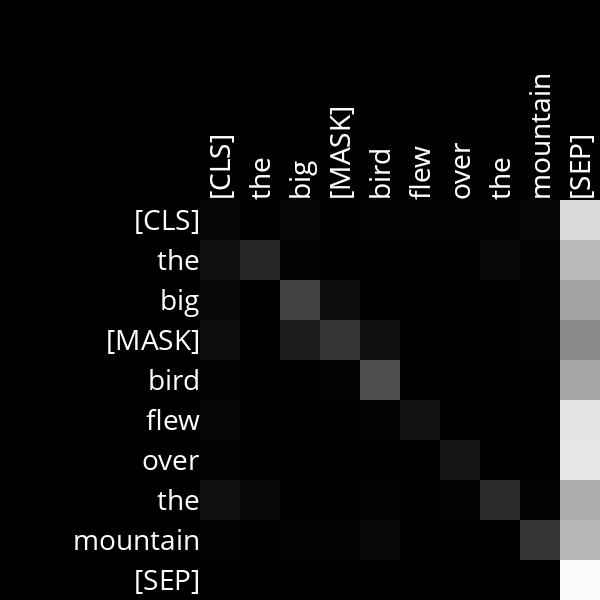 [CLS] the big [MASK] bird flew over the mountain [SEP]
[CLS]
the
big
[MASK]
bird
flew
over
the
mountain
[SEP]